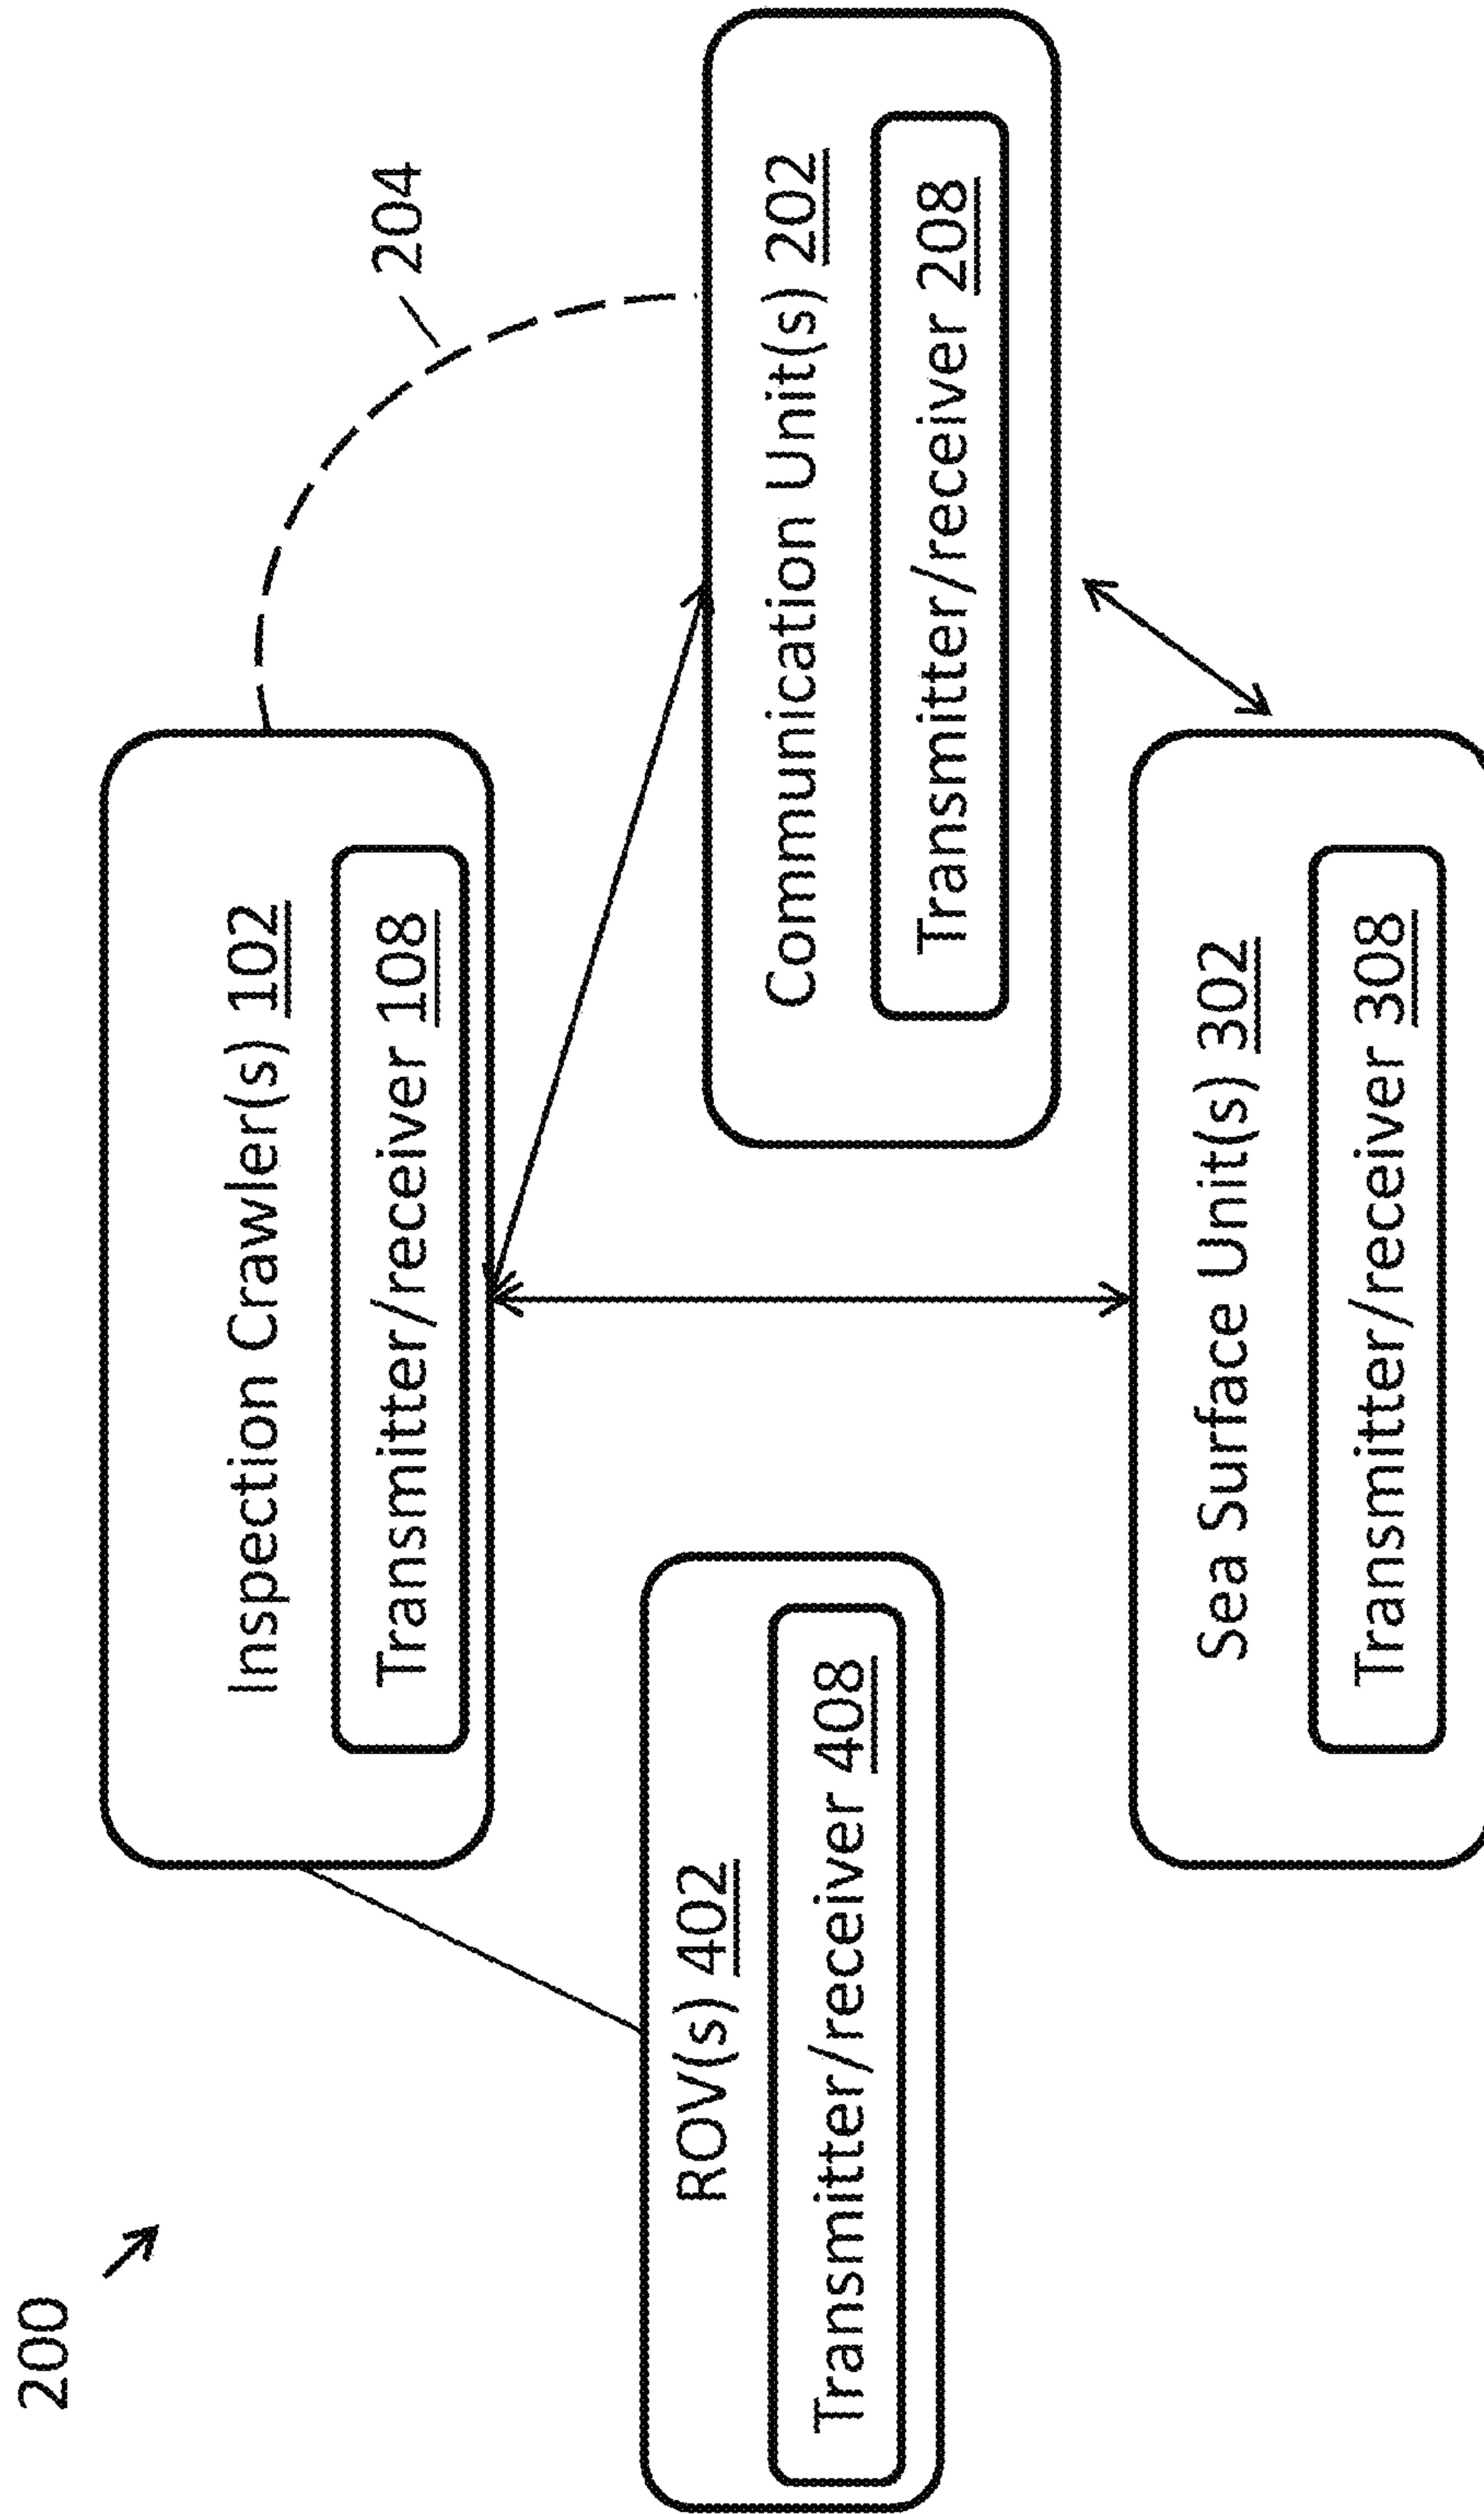 200
Inspection Crawler(s) 102
Transmitter/receiver 108
204
ROV(s) 402
Transmitter/receiver 408
Communication Unit(s) 202
Transmitter/receiver 208
Sea Surface Unit(s) 302
Transmitter/receiver 308